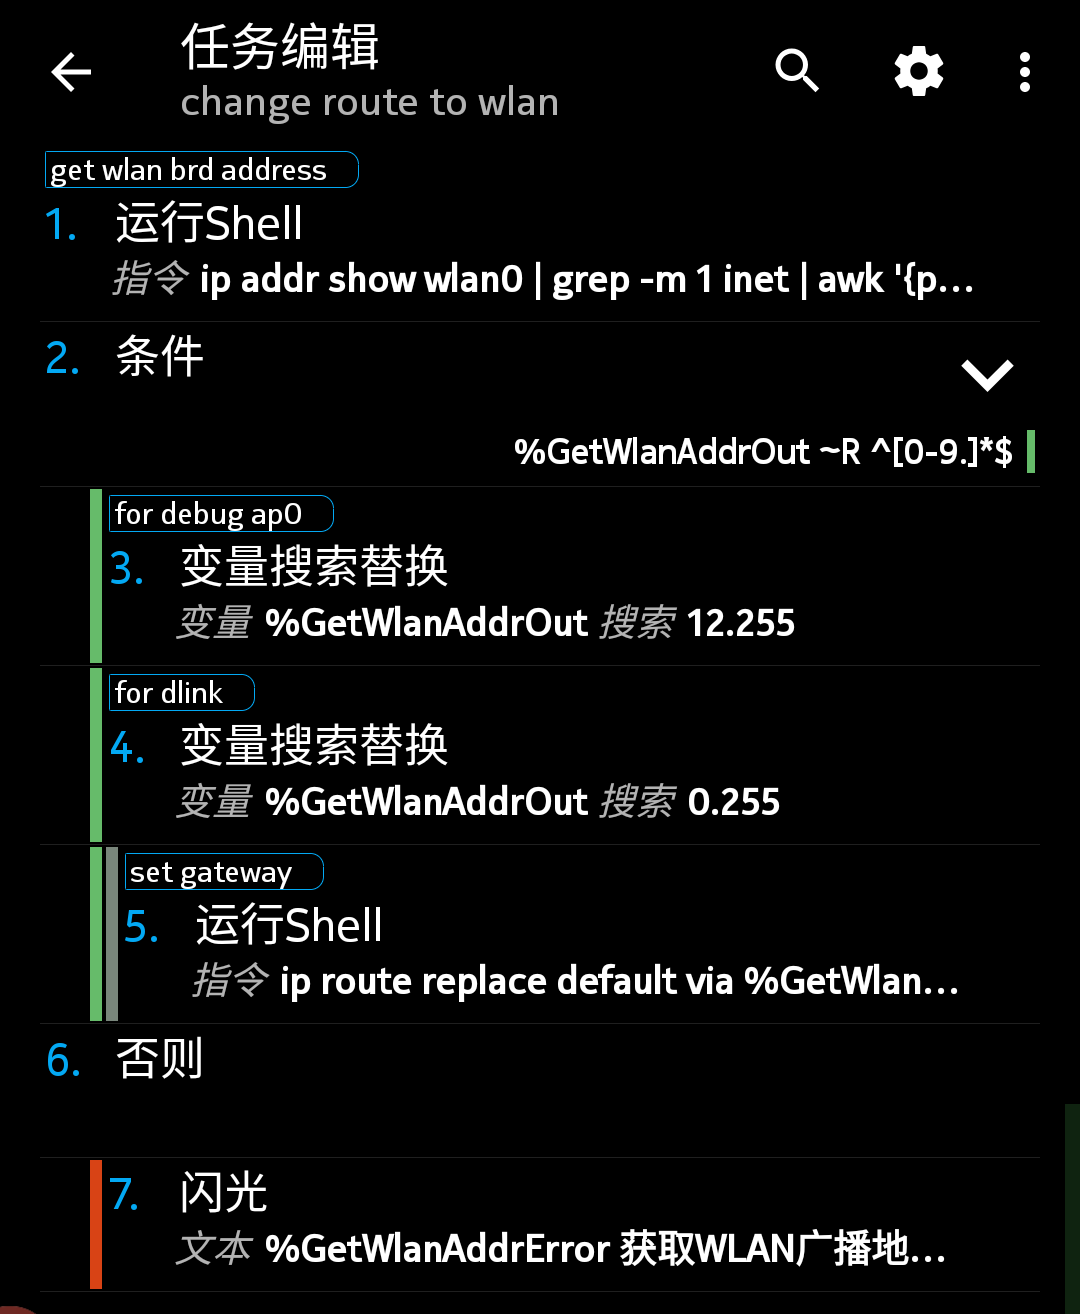 任务编辑
change route to wlan
get wlan brd address
1. 运行Shell
指令 ip addr show wlan0 | grep -m 1 inet | awk '{p...
2. 条件
%GetWlanAddrOut ~R ^[0-9.]*$
for debug ap0
3. 变量搜索替换
变量 %GetWlanAddrOut 搜索 12.255
for dlink
4. 变量搜索替换
变量 %GetWlanAddrOut 搜索 0.255
set gateway
5. 运行Shell
指令 ip route replace default via %GetWlan...
6. 否则
7. 闪光
文本 %GetWlanAddrError 获取WLAN广播地...